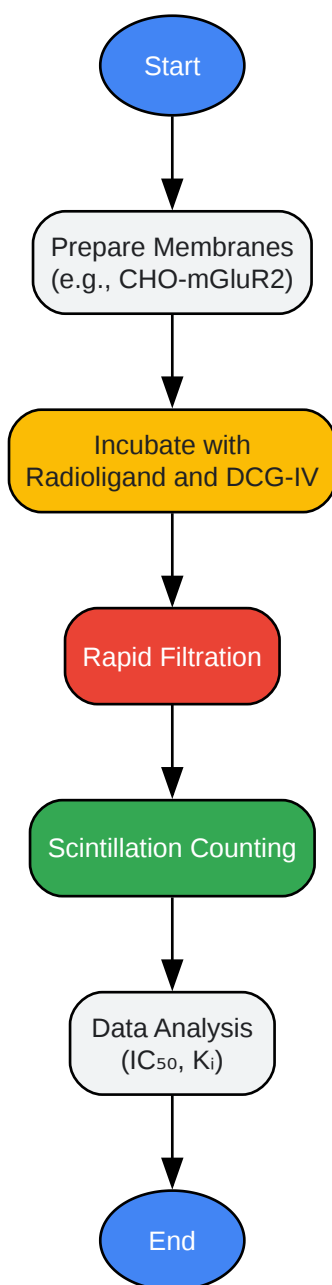 Start
Prepare Membranes
(e.g., CHO-mGluR2)
Incubate with
Radioligand and DCG-IV
Rapid Filtration
Scintillation Counting
Data Analysis
(IC₅₀, Kᵢ)
End